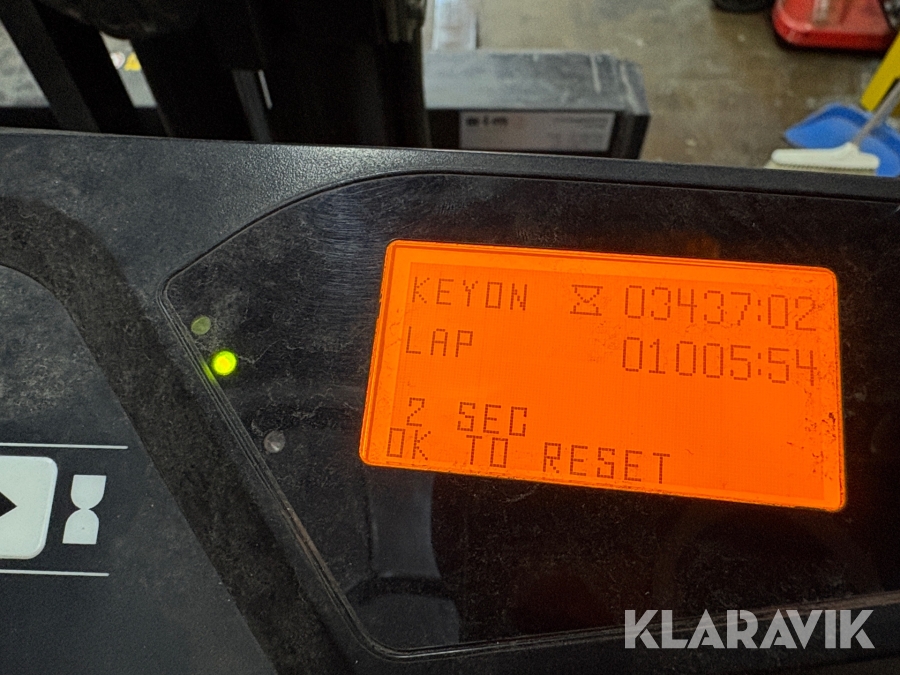 KEYON 03437:02
LAP 01005:54
2 SEC
OK TO RESET
KLARAVIK